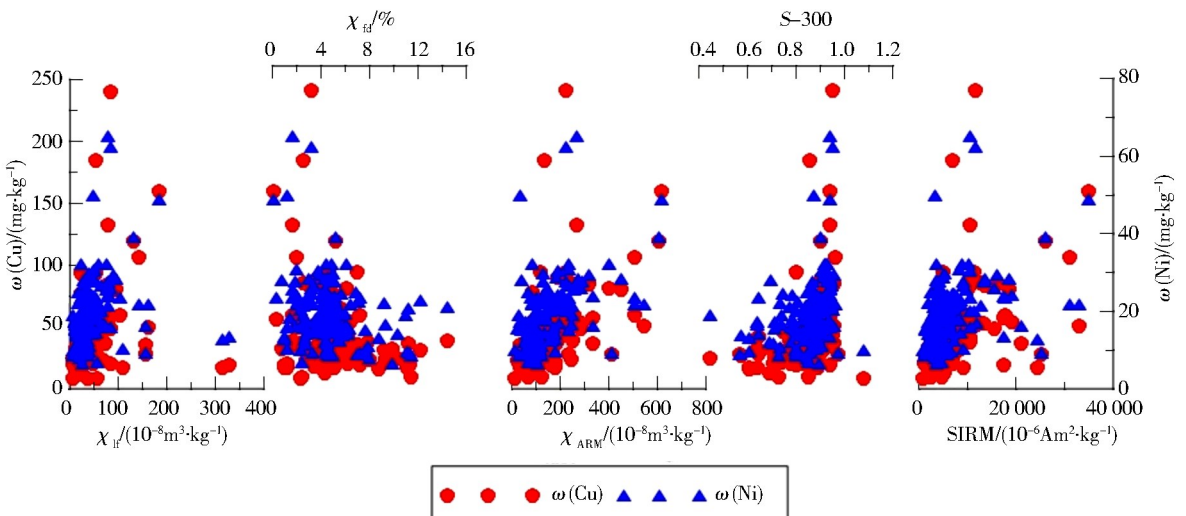 χfd/%
S–300
0 4 8 12 16
0.4 0.6 0.8 1.0 1.2
250
200
150
100
50
0
ω(Cu)/(mg·kg⁻¹)
80
60
40
20
0
ω(Ni)/(mg·kg⁻¹)
0 100 200 300 400
0 200 400 600 800
0 20 000 40 000
χlf/(10⁻⁸m³·kg⁻¹)
χARM/(10⁻⁸m³·kg⁻¹)
SIRM/(10⁻⁶Am²·kg⁻¹)
ω(Cu) ω(Ni)